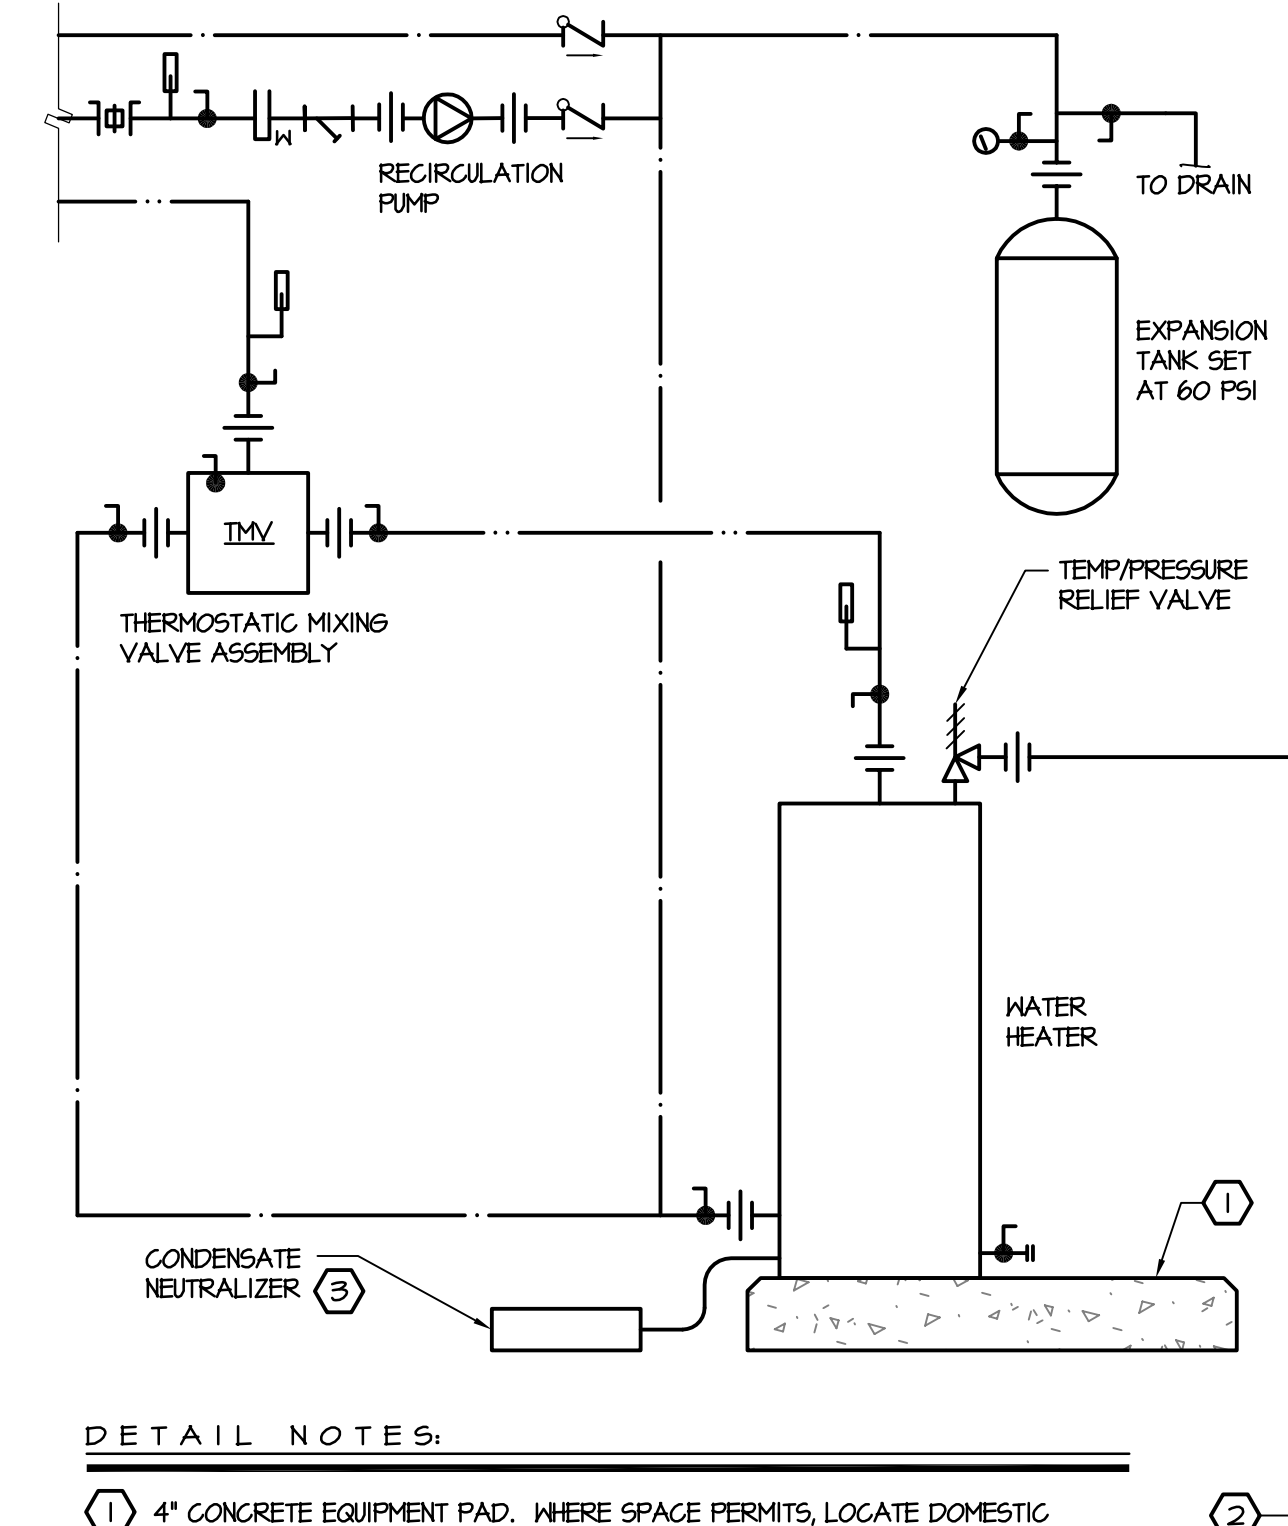 M
RECIRCULATION
PUMP
TO DRAIN
EXPANSION
TANK SET
AT 60 PSI
TMV
THERMOSTATIC MIXING
VALVE ASSEMBLY
TEMP/PRESSURE
RELIEF VALVE
WATER
HEATER
1
CONDENSATE
NEUTRALIZER 3
DETAIL NOTES:
1 4" CONCRETE EQUIPMENT PAD. WHERE SPACE PERMITS, LOCATE DOMESTIC
2